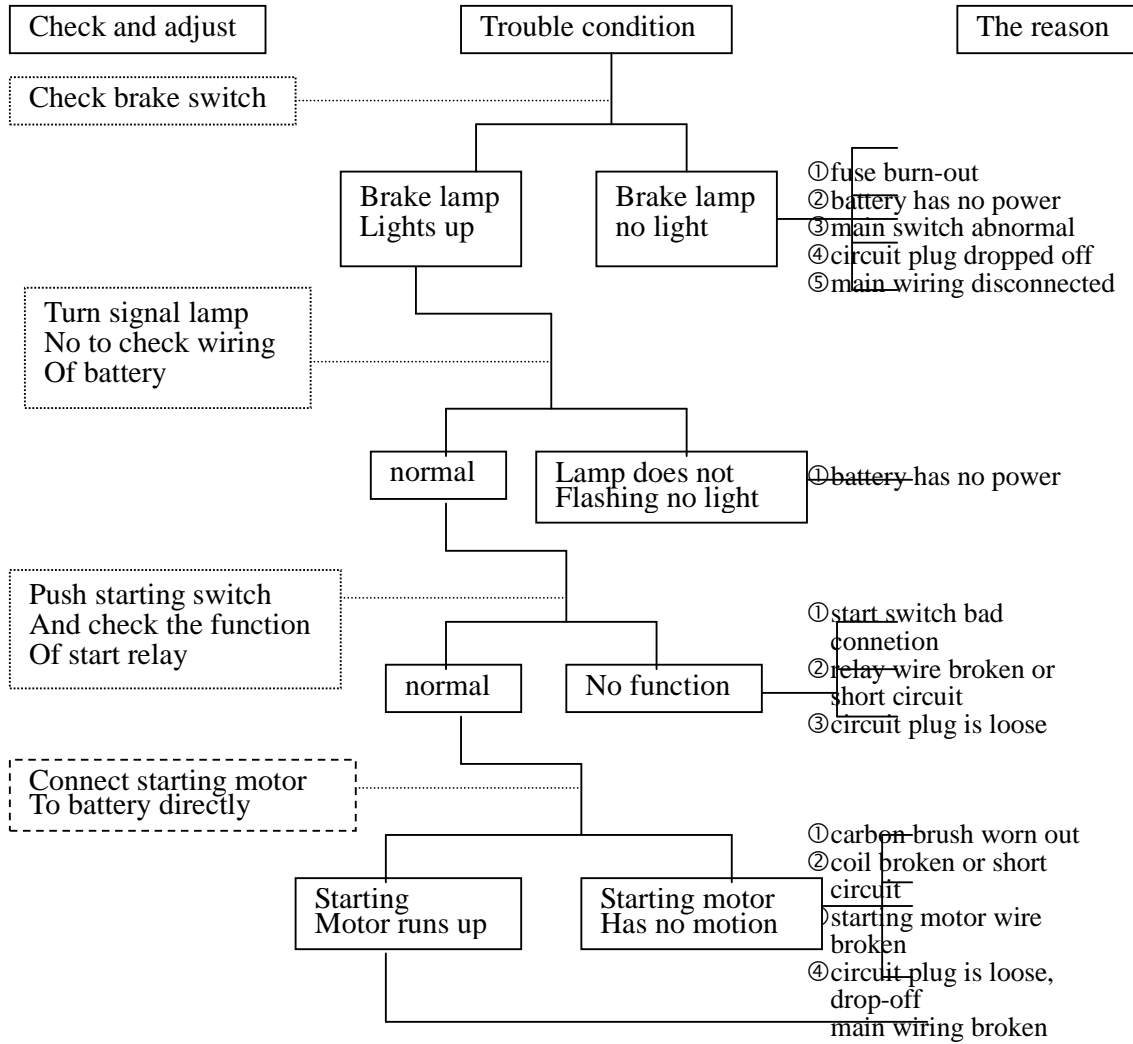 Check and adjust
Trouble condition
The reason
Check brake switch
Brake lamp
Lights up
Brake lamp
no light
①fuse burn-out
②battery has no power
③main switch abnormal
④circuit plug dropped off
⑤main wiring disconnected
Turn signal lamp
No to check wiring
Of battery
normal
Lamp does not
Flashing no light
①battery has no power
Push starting switch
And check the function
Of start relay
normal
No function
①start switch bad
connetion
②relay wire broken or
short circuit
③circuit plug is loose
Connect starting motor
To battery directly
Starting
Motor runs up
Starting motor
Has no motion
①carbon brush worn out
②coil broken or short
circuit
starting motor wire
broken
④circuit plug is loose,
drop-off
main wiring broken